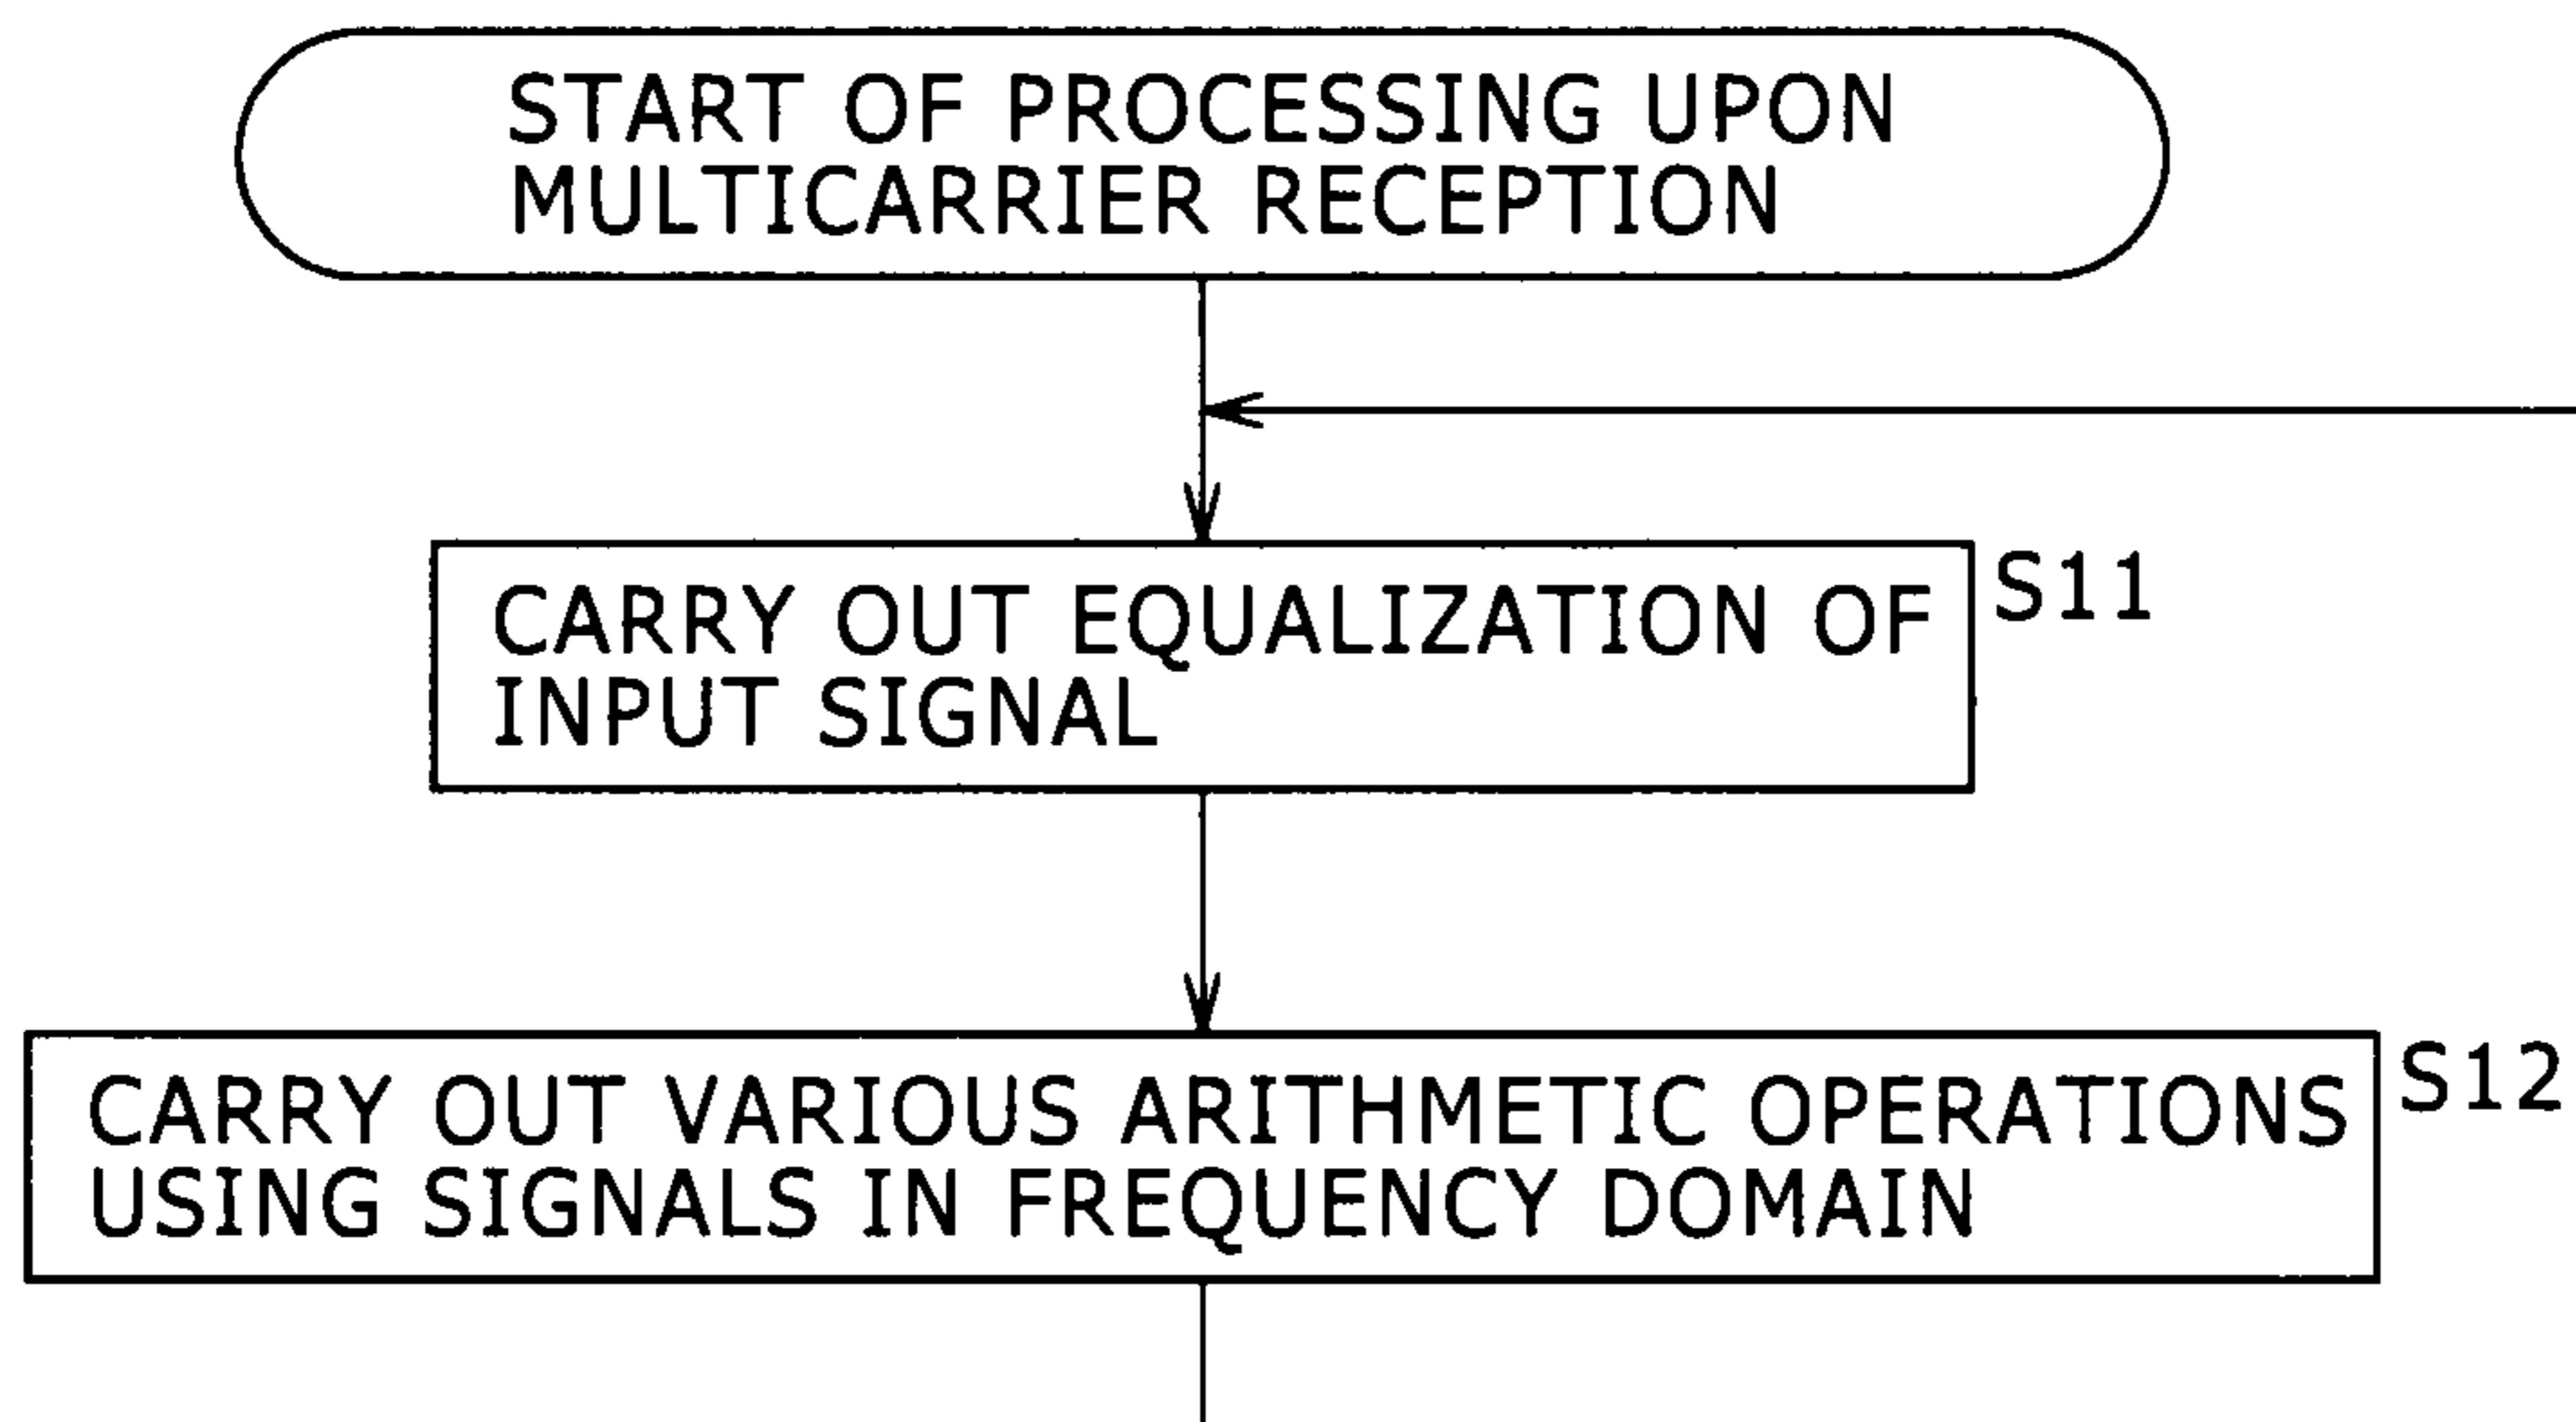 START OF PROCESSING UPON
MULTICARRIER RECEPTION
CARRY OUT EQUALIZATION OF
INPUT SIGNAL
S11
CARRY OUT VARIOUS ARITHMETIC OPERATIONS
USING SIGNALS IN FREQUENCY DOMAIN
S12